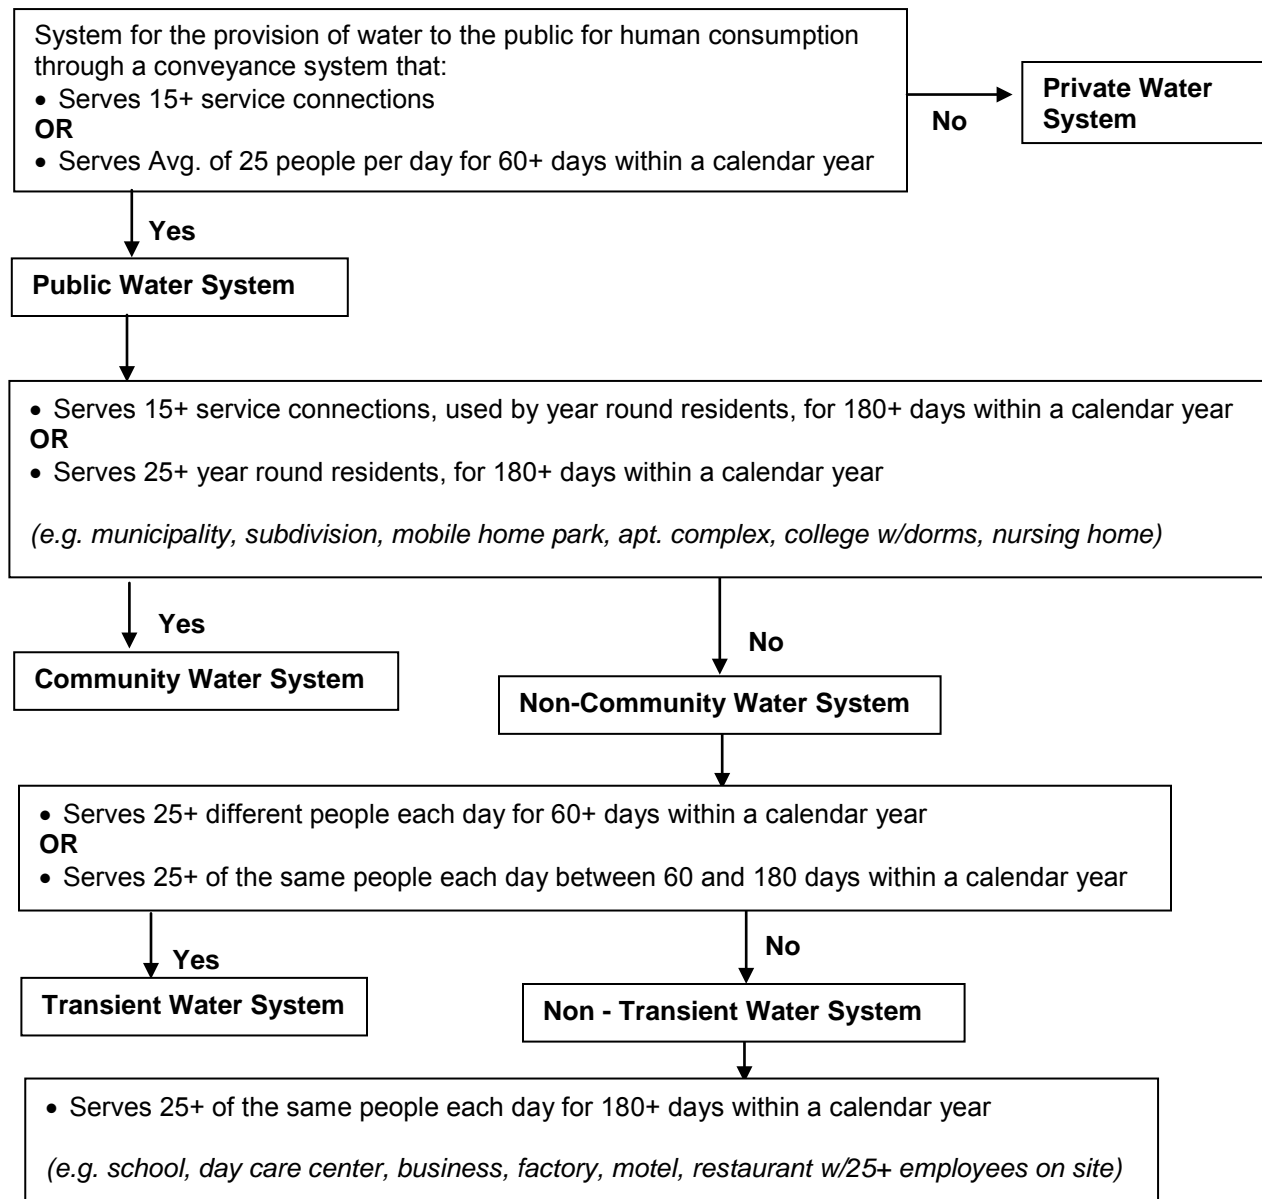 System for the provision of water to the public for human consumption
through a conveyance system that:
• Serves 15+ service connections
OR
• Serves Avg. of 25 people per day for 60+ days within a calendar year
No
Private Water
System
Yes
Public Water System
• Serves 15+ service connections, used by year round residents, for 180+ days within a calendar year
OR
• Serves 25+ year round residents, for 180+ days within a calendar year
(e.g. municipality, subdivision, mobile home park, apt. complex, college w/dorms, nursing home)
Yes
No
Community Water System
Non-Community Water System
• Serves 25+ different people each day for 60+ days within a calendar year
OR
• Serves 25+ of the same people each day between 60 and 180 days within a calendar year
Yes
No
Transient Water System
Non - Transient Water System
• Serves 25+ of the same people each day for 180+ days within a calendar year
(e.g. school, day care center, business, factory, motel, restaurant w/25+ employees on site)